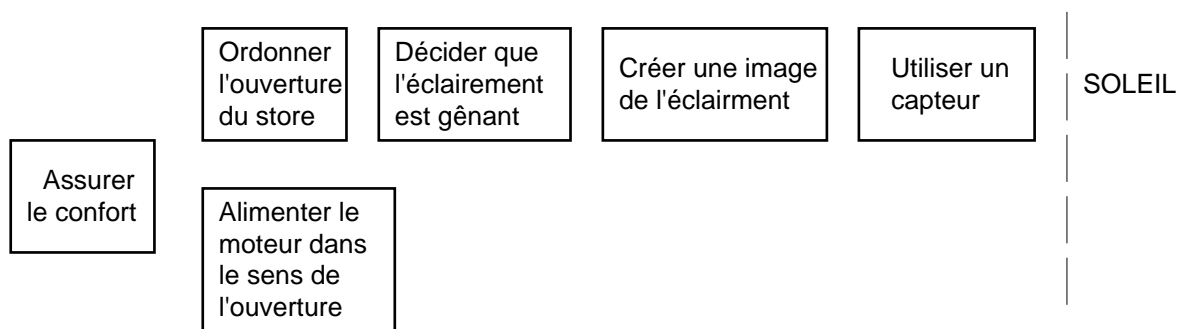 Assurer
le confort
Ordonner
l'ouverture
du store
Décider que
l'éclairement
est gênant
Créer une image
de l'éclairment
Utiliser un
capteur
SOLEIL
Alimenter le
moteur dans
le sens de
l'ouverture